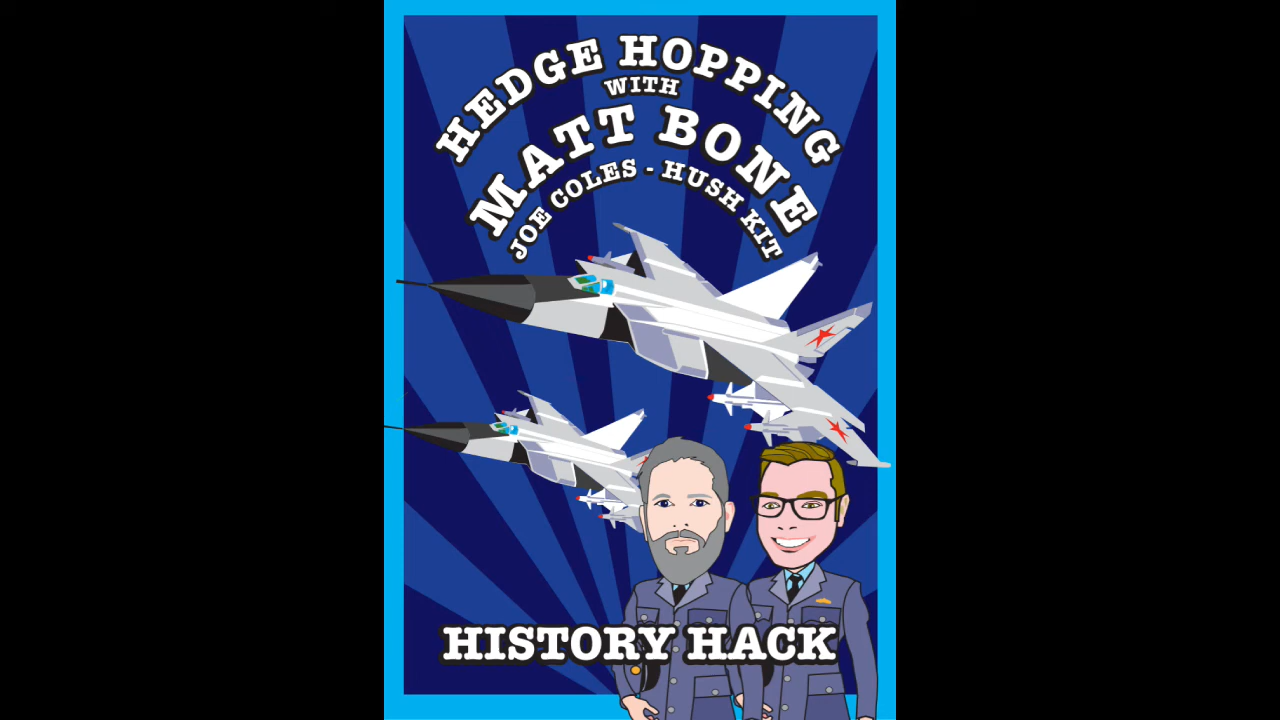 HEDGE HOPPING
WITH
MATT BONE
JOE COLES - HUSH KIT
HISTORY HACK